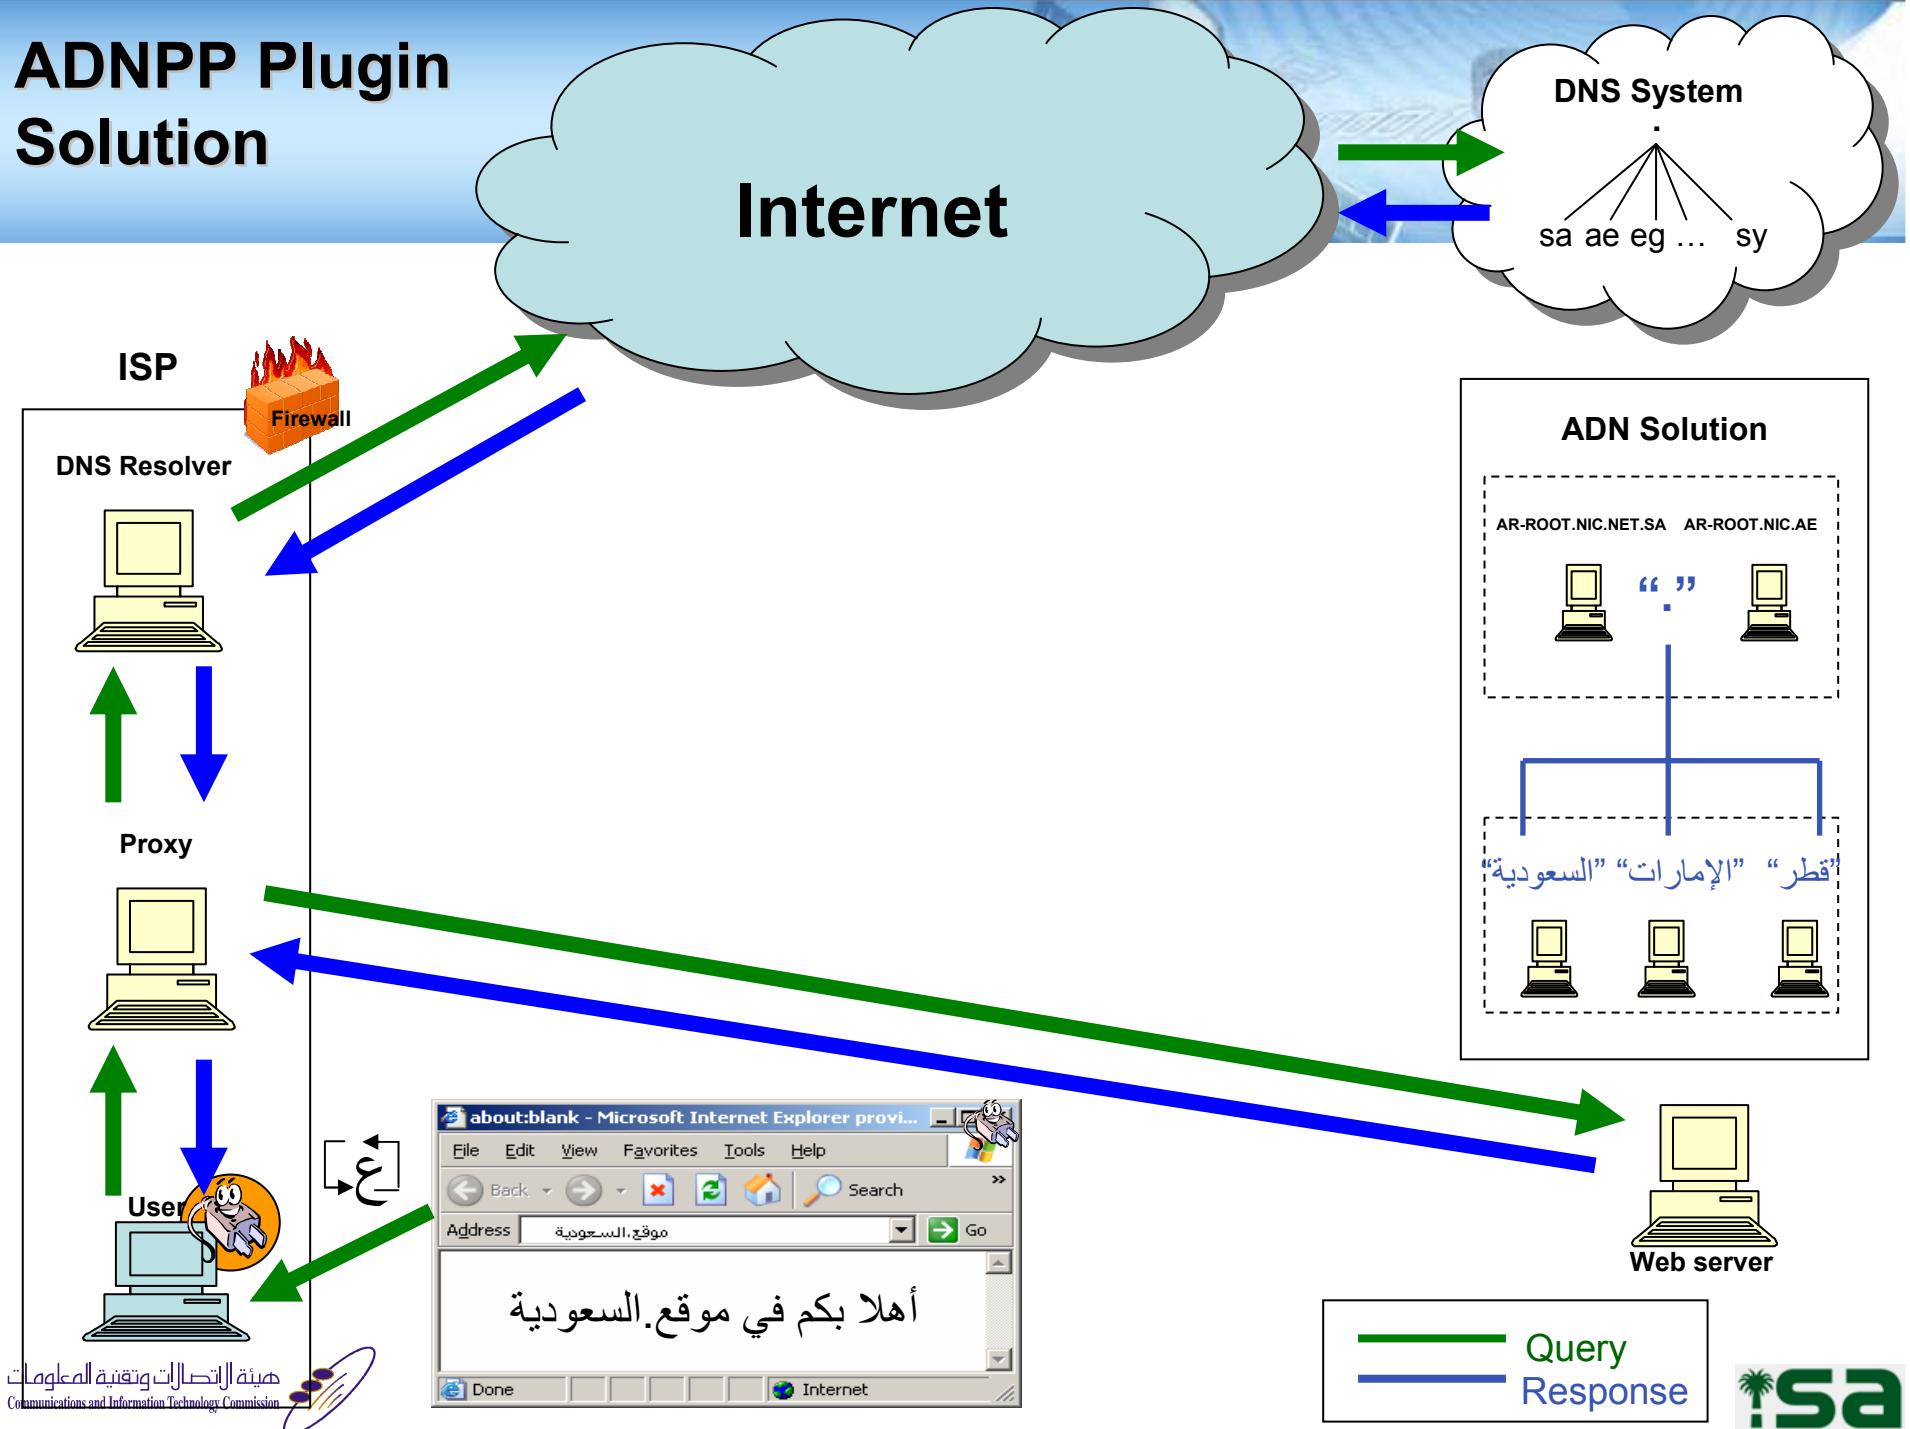 ADNPP Plugin
Solution
Internet
DNS System
.
sa ae eg ... sy
ISP
Firewall
DNS Resolver
Proxy
User
ADN Solution
AR-ROOT.NIC.NET.SA AR-ROOT.NIC.AE
“.”
“السعودية” “الإمارات” “قطر”
ع
about:blank - Microsoft Internet Explorer provi...
File Edit View Favorites Tools Help
Back Search »
Address موقع.السعودية Go
أهلا بكم في موقع.السعودية
Done Internet
Web server
Query
Response
هيئة الاتصالات وتقنية المعلومات
Communications and Information Technology Commission
sa